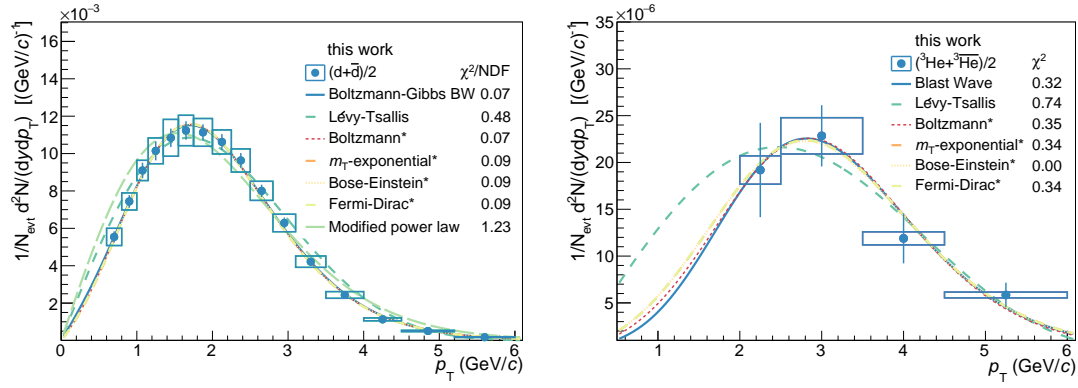 ×10⁻³
16
14
12
10
8
6
4
2
1/N_evt d²N/(dydp_T) [(GeV/c)⁻¹]
this work
(d+d̅)/2 χ²/NDF
Boltzmann-Gibbs BW 0.07
Lévy-Tsallis 0.48
Boltzmann* 0.07
m_T-exponential* 0.09
Bose-Einstein* 0.09
Fermi-Dirac* 0.09
Modified power law 1.23
0 1 2 3 4 5 6
p_T (GeV/c)
×10⁻⁶
35
30
25
20
15
10
5
1/N_evt d²N/(dydp_T) [(GeV/c)⁻¹]
this work
(³He+³H̅e̅)/2 χ²
Blast Wave 0.32
Lévy-Tsallis 0.74
Boltzmann* 0.35
m_T-exponential* 0.34
Bose-Einstein* 0.00
Fermi-Dirac* 0.34
1 2 3 4 5 6
p_T (GeV/c)